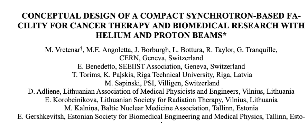 CONCEPTUAL DESIGN OF A COMPACT SYNCHROTRON-BASED FA-
CILITY FOR CANCER THERAPY AND BIOMEDICAL RESEARCH WITH
HELIUM AND PROTON BEAMS*
M. Vretenar†, M.E. Angoletta, J. Borburgh, L. Bottura, R. Taylor, G. Tranquille,
CERN, Geneva, Switzerland
E. Benedetto, SEEIIST Association, Geneva, Switzerland
T. Torims, K. Palskis, Riga Technical University, Riga, Latvia
M. Sapinski, PSI, Villigen, Switzerland
D. Adliene, Lithuanian Association of Medical Physicists and Engineers, Vilnius, Lithuania
E. Korobeinikova, Lithuanian Society for Radiation Therapy, Vilnius, Lithuania
M. Kalnina, Baltic Nuclear Medicine Association, Tallinn, Estonia
E. Gershkevitsh, Estonian Society for Biomedical Engineering and Medical Physics, Tallinn, Esto-